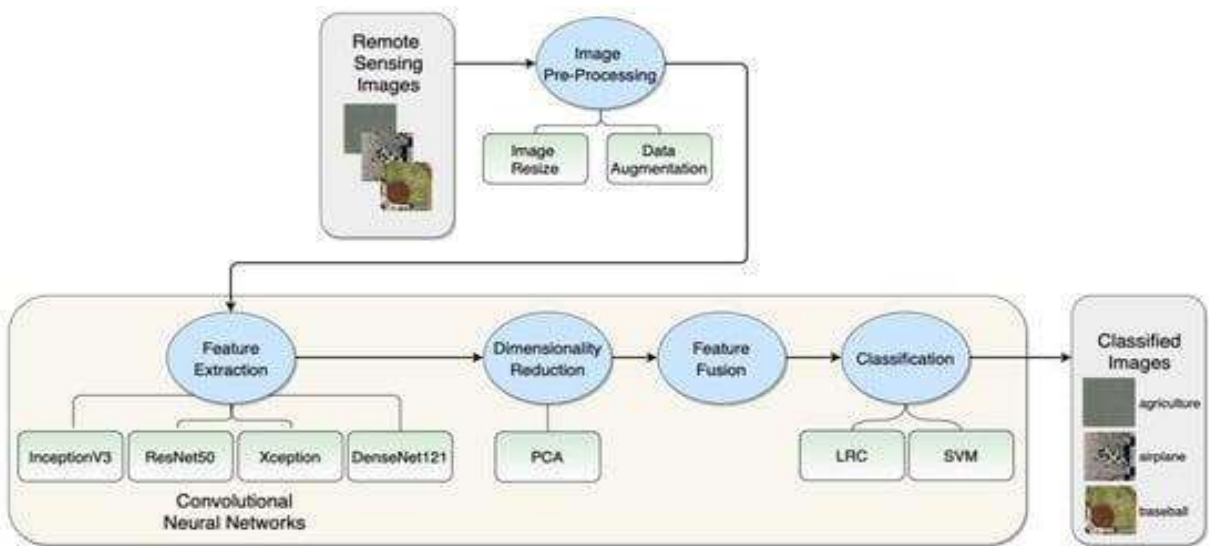 Remote
Sensing
Images
Image
Pre-Processing
Image
Resize
Data
Augmentation
Feature
Extraction
Dimensionality
Reduction
Feature
Fusion
Classification
InceptionV3
ResNet50
Xception
DenseNet121
PCA
LRC
SVM
Convolutional
Neural Networks
Classified
Images
agriculture
airplane
baseball